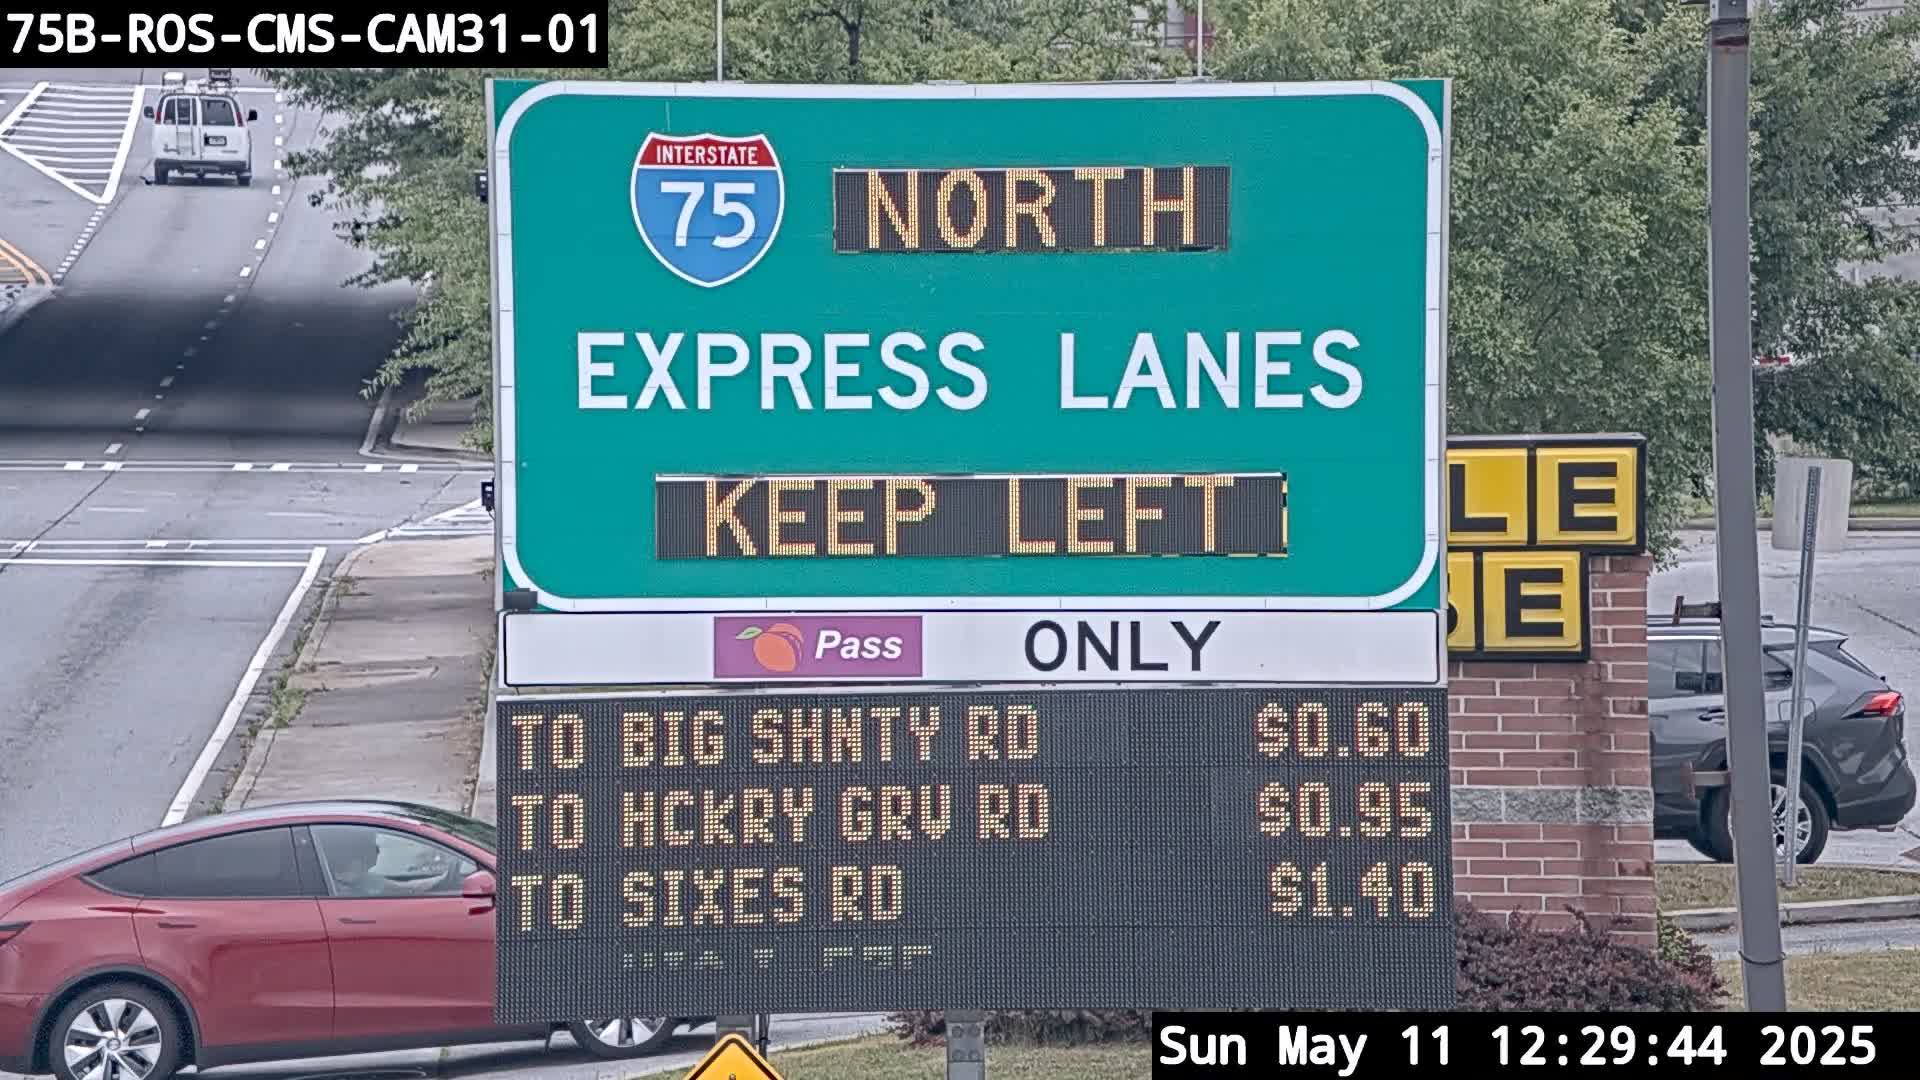 75B-ROS-CMS-CAM31-01
INTERSTATE
75
NORTH
EXPRESS LANES
KEEP LEFT
Pass ONLY
TO BIG SHNTY RD $0.60
TO HCKRY GRV RD $0.95
TO SIXES RD $1.40
LE
E
Sun May 11 12:29:44 2025